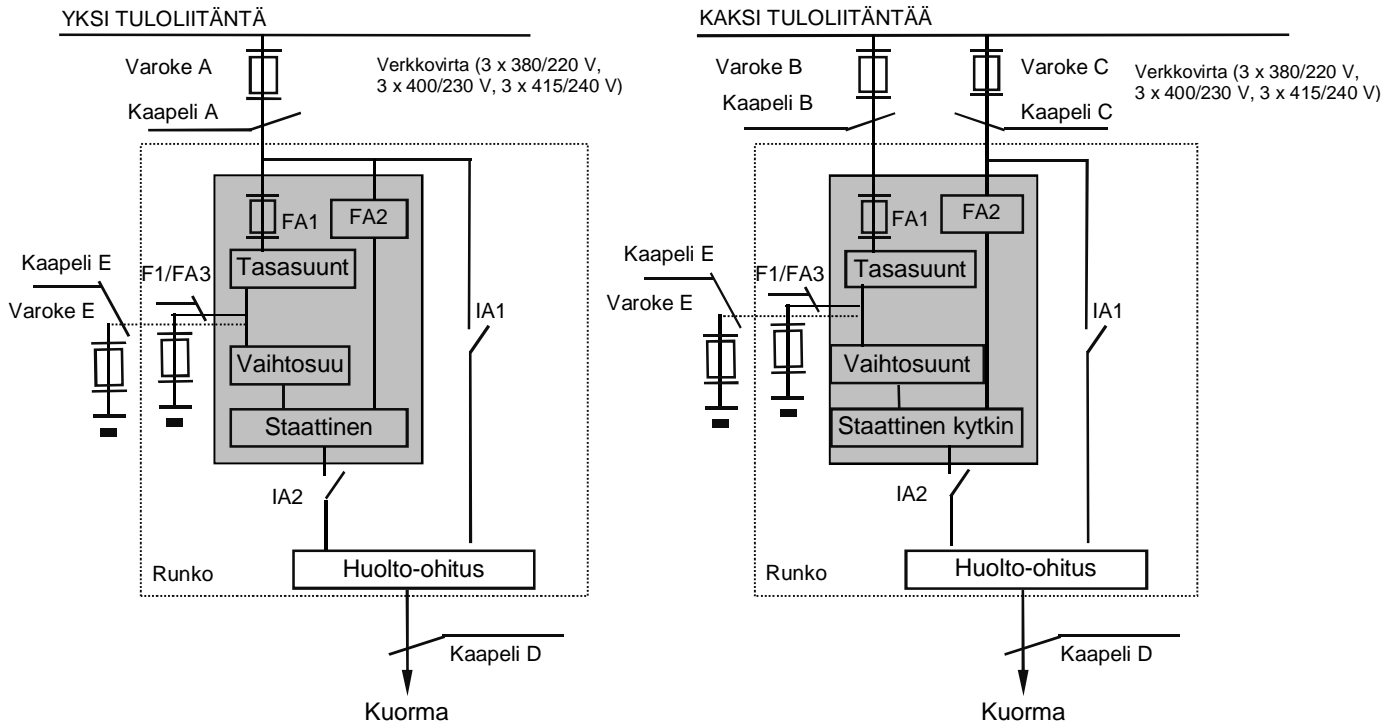 YKSI TULOLIITÄNTÄ
Varoke A
Verkkovirta (3 x 380/220 V,
3 x 400/230 V, 3 x 415/240 V)
Kaapeli A
FA1
FA2
Tasasuunt
Kaapeli E
F1/FA3
Varoke E
IA1
Vaihtosuu
Staattinen
IA2
Huolto-ohitus
Runko
Kaapeli D
Kuorma
KAKSI TULOLIITÄNTÄÄ
Varoke B
Varoke C
Verkkovirta (3 x 380/220 V,
3 x 400/230 V, 3 x 415/240 V)
Kaapeli B
Kaapeli C
FA1
FA2
Tasasuunt
Kaapeli E
F1/FA3
Varoke E
IA1
Vaihtosuunt
Staattinen kytkin
IA2
Huolto-ohitus
Runko
Kaapeli D
Kuorma